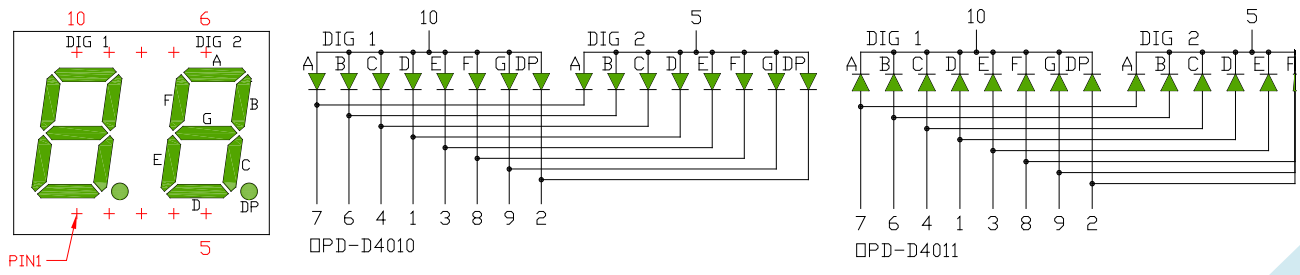 10 6
DIG 1 DIG 2
A
F B
G
E C
D DP
5
PIN1
10 5
DIG 1 DIG 2
A B C D E F G DP A B C D E F G DP
7 6 4 1 3 8 9 2
OPD-D4010
10 5
DIG 1 DIG 2
A B C D E F G DP A B C D E F
7 6 4 1 3 8 9 2
OPD-D4011